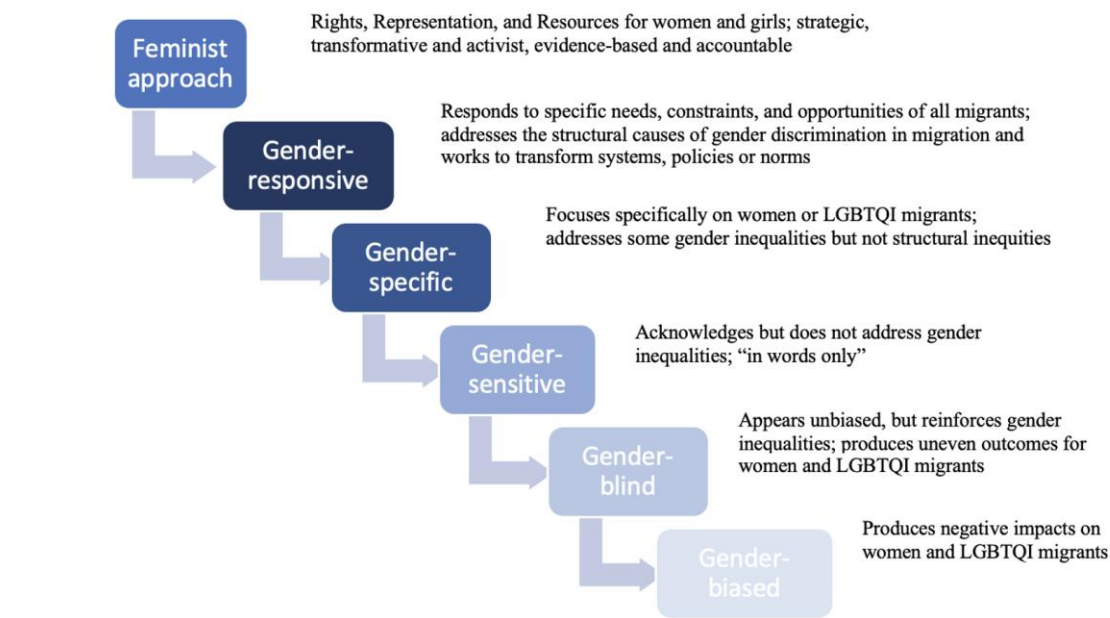 Feminist
approach
Rights, Representation, and Resources for women and girls; strategic,
transformative and activist, evidence-based and accountable
Gender-
responsive
Responds to specific needs, constraints, and opportunities of all migrants;
addresses the structural causes of gender discrimination in migration and
works to transform systems, policies or norms
Gender-
specific
Focuses specifically on women or LGBTQI migrants;
addresses some gender inequalities but not structural inequities
Gender-
sensitive
Acknowledges but does not address gender
inequalities; “in words only”
Gender-
blind
Appears unbiased, but reinforces gender
inequalities; produces uneven outcomes for
women and LGBTQI migrants
Gender-
biased
Produces negative impacts on
women and LGBTQI migrants